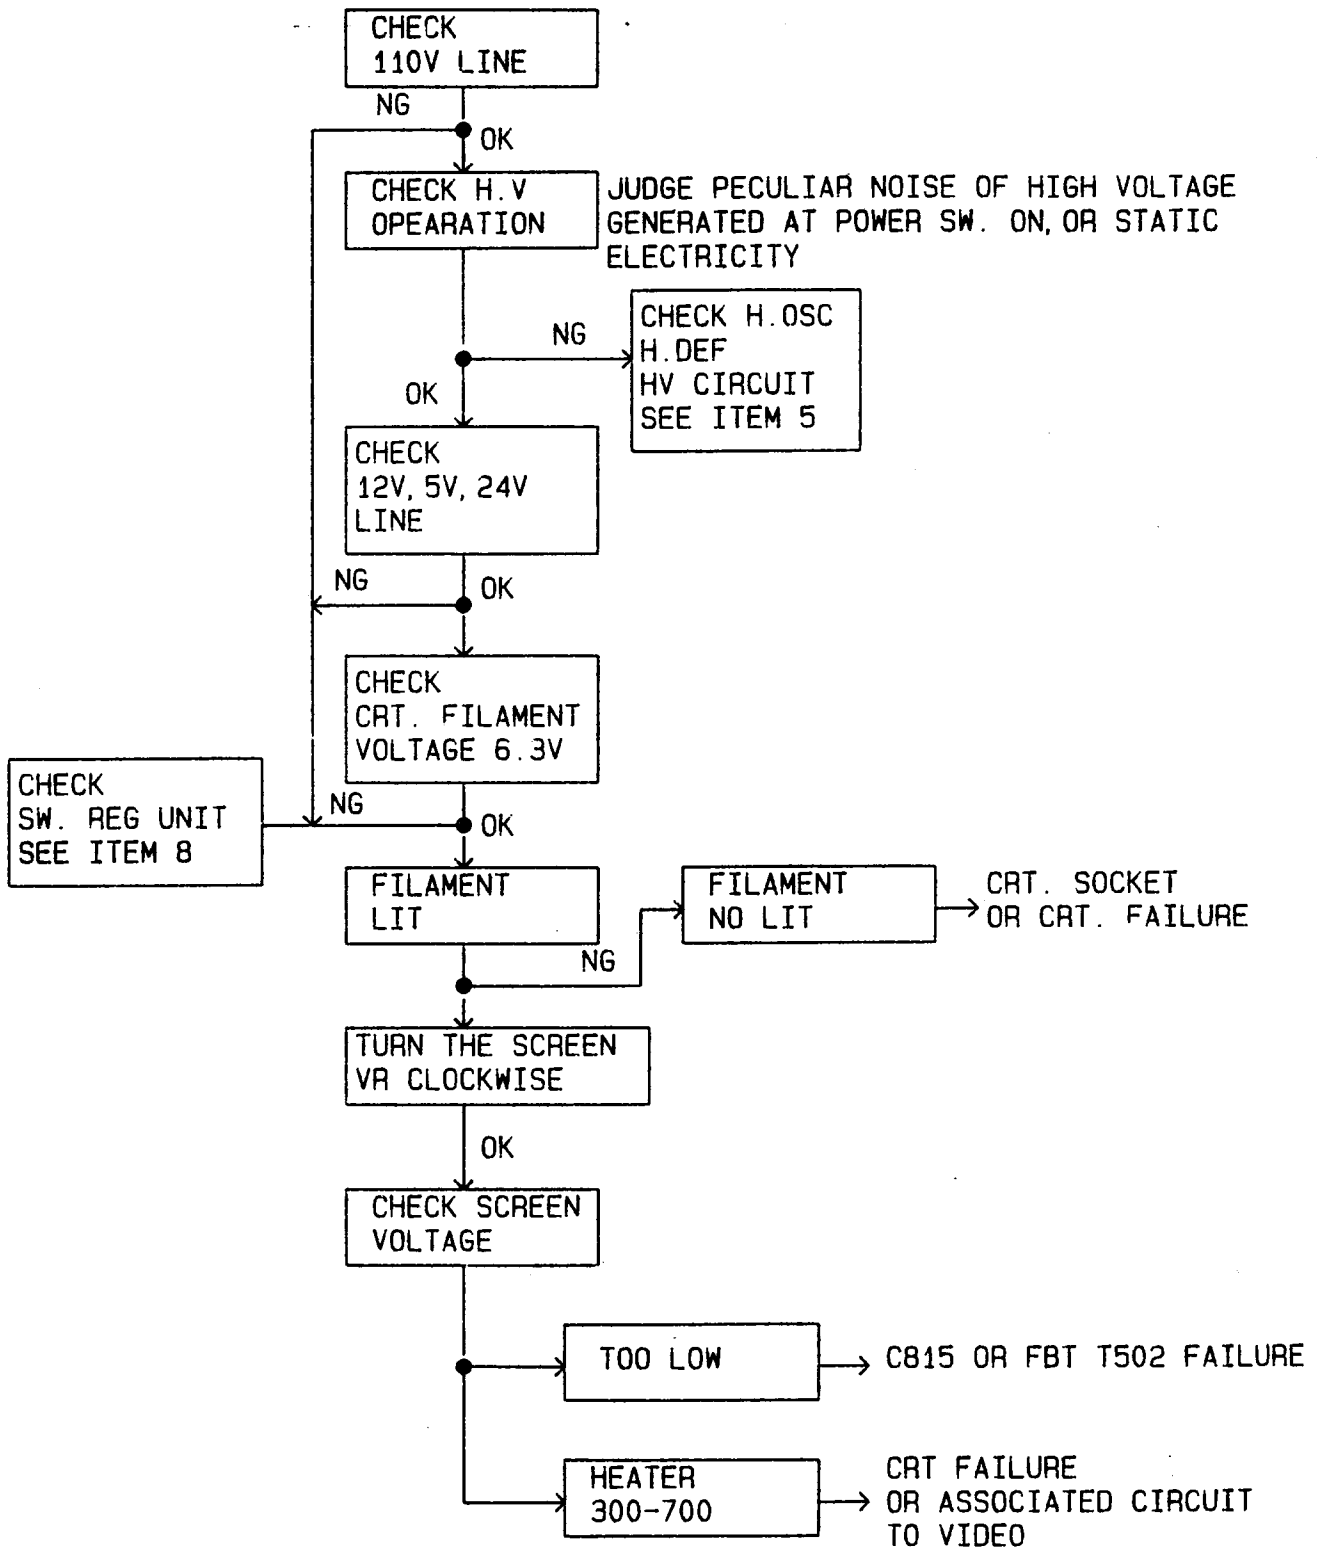 CHECK
110V LINE
NG
OK
CHECK H.V
OPEARATION
JUDGE PECULIAR NOISE OF HIGH VOLTAGE
GENERATED AT POWER SW. ON, OR STATIC
ELECTRICITY
NG
CHECK H.OSC
H.DEF
HV CIRCUIT
SEE ITEM 5
OK
CHECK
12V, 5V, 24V
LINE
NG
OK
CHECK
CRT. FILAMENT
VOLTAGE 6.3V
CHECK
SW. REG UNIT
SEE ITEM 8
NG
OK
FILAMENT
LIT
NG
FILAMENT
NO LIT
CRT. SOCKET
OR CRT. FAILURE
TURN THE SCREEN
VR CLOCKWISE
OK
CHECK SCREEN
VOLTAGE
TOO LOW
C815 OR FBT T502 FAILURE
HEATER
300-700
CRT FAILURE
OR ASSOCIATED CIRCUIT
TO VIDEO